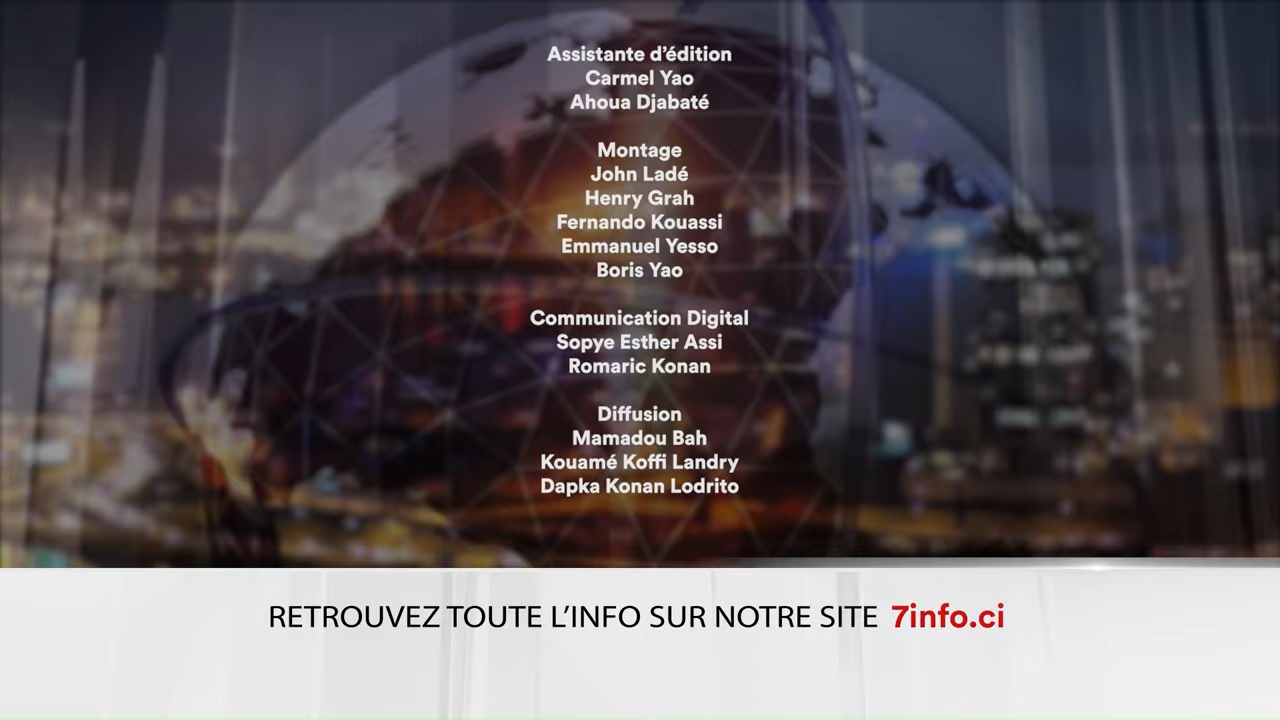 Assistante d'édition
Carmel Yao
Ahoua Djabaté
Montage
John Ladé
Henry Grah
Fernando Kouassi
Emmanuel Yesso
Boris Yao
Communication Digital
Sopye Esther Assi
Romaric Konan
Diffusion
Mamadou Bah
Kouamé Koffi Landry
Dapka Konan Lodrito
RETROUVEZ TOUTE L'INFO SUR NOTRE SITE 7info.ci